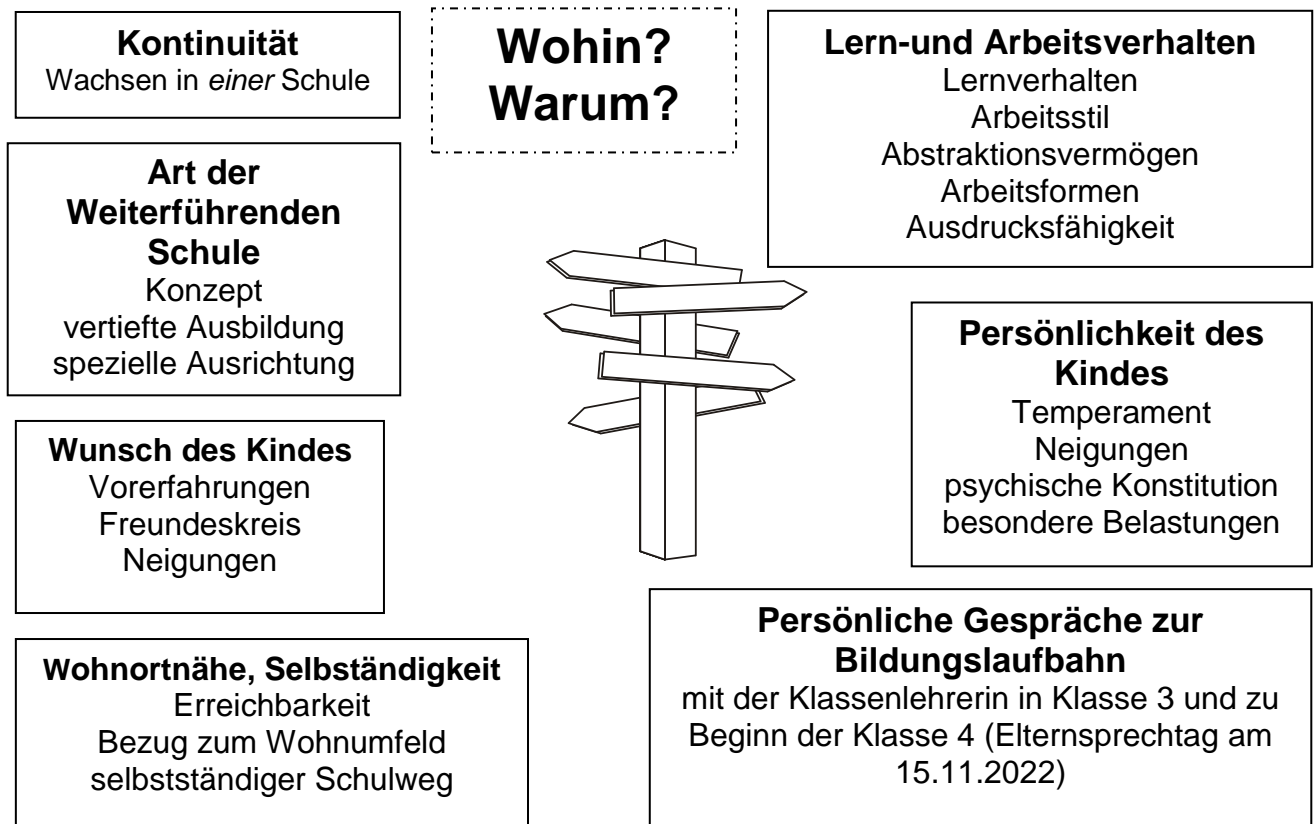 Kontinuität
Wachsen in einer Schule
Wohin?
Warum?
Lern-und Arbeitsverhalten
Lernverhalten
Arbeitsstil
Abstraktionsvermögen
Arbeitsformen
Ausdrucksfähigkeit
Art der
Weiterführenden
Schule
Konzept
vertiefte Ausbildung
spezielle Ausrichtung
Persönlichkeit des
Kindes
Temperament
Neigungen
psychische Konstitution
besondere Belastungen
Wunsch des Kindes
Vorerfahrungen
Freundeskreis
Neigungen
Wohnortnähe, Selbständigkeit
Erreichbarkeit
Bezug zum Wohnumfeld
selbstständiger Schulweg
Persönliche Gespräche zur
Bildungslaufbahn
mit der Klassenlehrerin in Klasse 3 und zu
Beginn der Klasse 4 (Elternsprechtag am
15.11.2022)